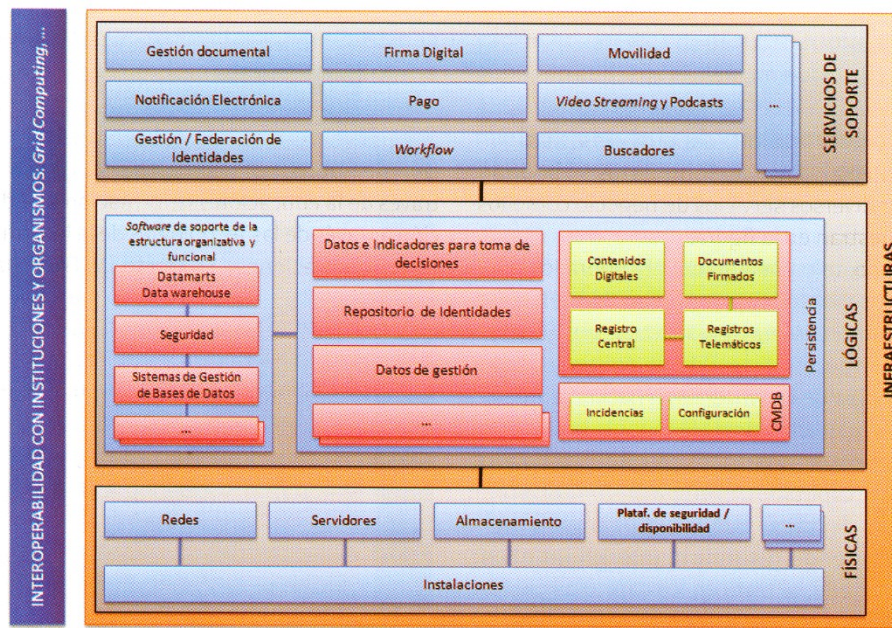 INTEROPERABILIDAD CON INSTITUCIONES Y ORGANISMOS: Grid Computing, ...
Gestión documental
Firma Digital
Movilidad
Notificación Electrónica
Pago
Video Streaming y Podcasts
...
Gestión / Federación de
Identidades
Workflow
Buscadores
SERVICIOS DE
SOPORTE
Software de soporte de la
estructura organizativa y
funcional
Datamarts
Data warehouse
Seguridad
Sistemas de Gestión
de Bases de Datos
...
Datos e Indicadores para toma de
decisiones
Repositorio de Identidades
Datos de gestión
...
Contenidos
Digitales
Documentos
Firmados
Registro
Central
Registros
Telemáticos
Incidencias
Configuración
CMDB
Persistencia
LÓGICAS
INFRAESTRUCTURAS
Redes
Servidores
Almacenamiento
Plataf. de seguridad /
disponibilidad
...
Instalaciones
FÍSICAS